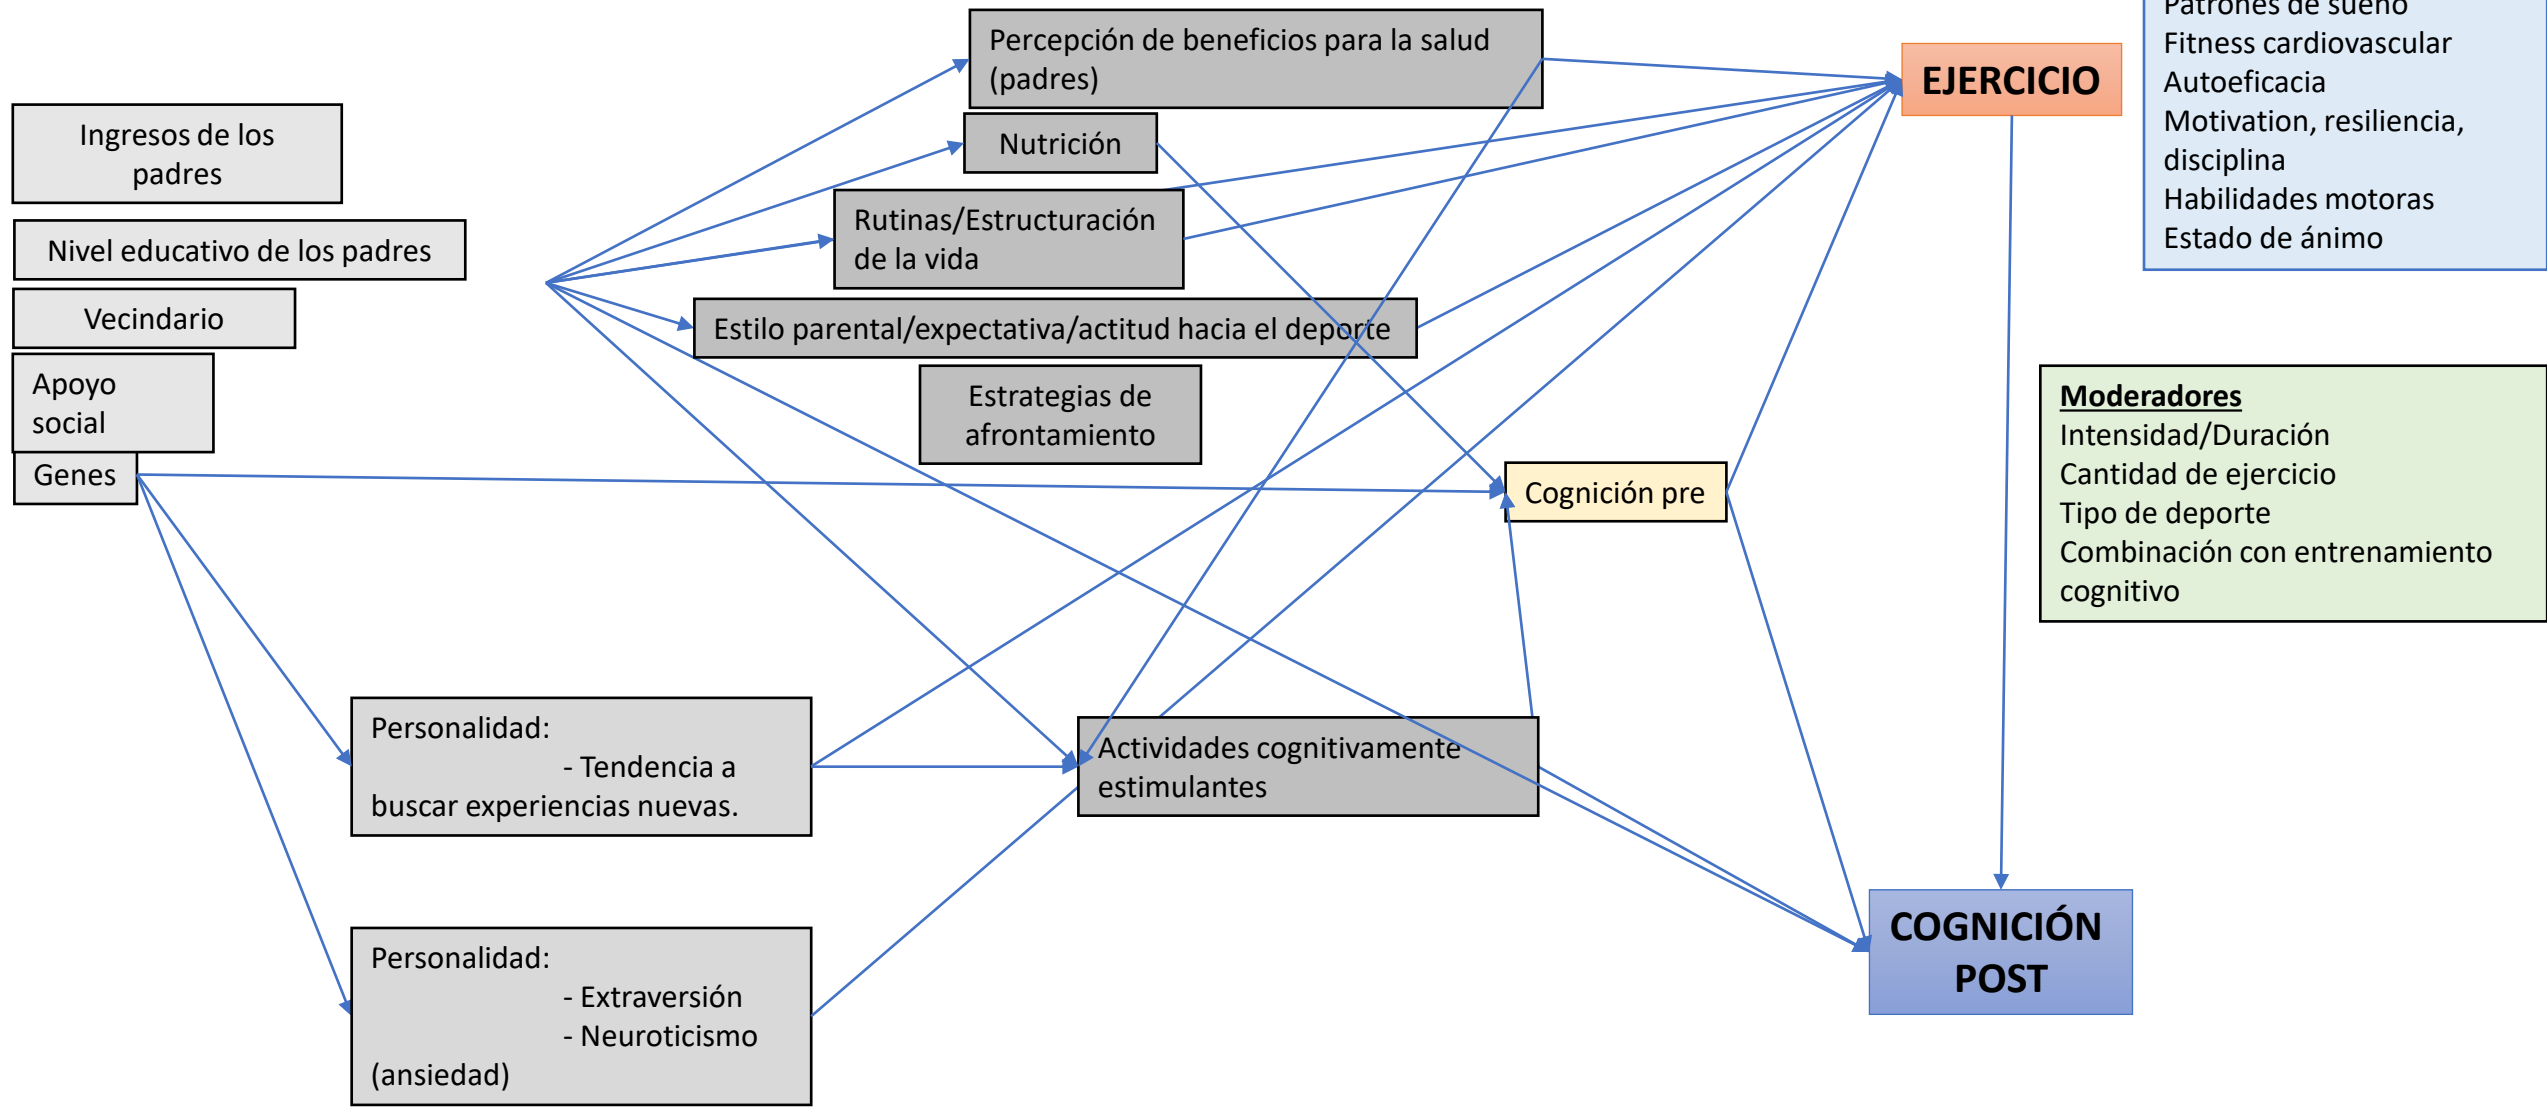 Percepción de beneficios para la salud
(padres)
EJERCICIO
Patrones de sueño
Fitness cardiovascular
Autoeficacia
Motivation, resiliencia,
disciplina
Habilidades motoras
Estado de ánimo
Ingresos de los
padres
Nutrición
Nivel educativo de los padres
Rutinas/Estructuración
de la vida
Vecindario
Estilo parental/expectativa/actitud hacia el deporte
Apoyo
social
Estrategias de
afrontamiento
Genes
Cognición pre
Moderadores
Intensidad/Duración
Cantidad de ejercicio
Tipo de deporte
Combinación con entrenamiento
cognitivo
Personalidad:
- Tendencia a
buscar experiencias nuevas.
Actividades cognitivamente
estimulantes
Personalidad:
- Extraversión
- Neuroticismo
(ansiedad)
COGNICIÓN
POST